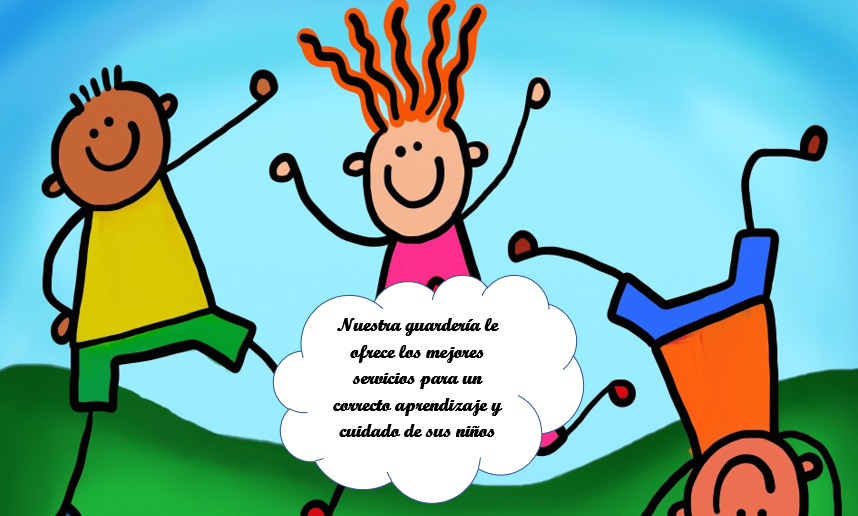 Nuestra guardería le
ofrece los mejores
servicios para un
correcto aprendizaje y
cuidado de sus niños